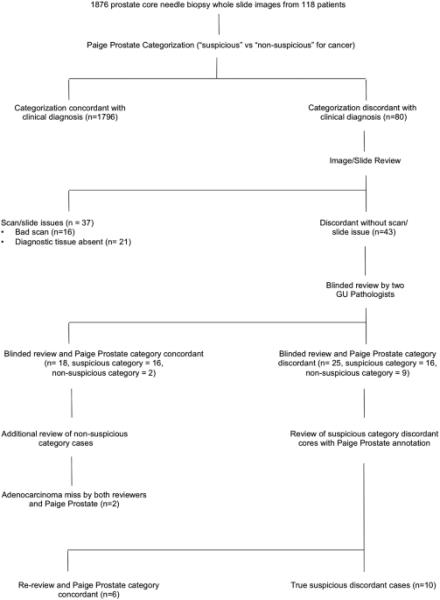 1876 prostate core needle biopsy whole slide images from 118 patients
Paige Prostate Categorization (“suspicious” vs “non-suspicious” for cancer)
Categorization concordant with
clinical diagnosis (n=1796)
Categorization discordant with
clinical diagnosis (n=80)
Image/Slide Review
Scan/slide issues (n = 37)
• Bad scan (n=16)
• Diagnostic tissue absent (n= 21)
Discordant without scan/
slide issue (n=43)
Blinded review by two
GU Pathologists
Blinded review and Paige Prostate category concordant
(n= 18, suspicious category = 16,
non-suspicious category = 2)
Blinded review and Paige Prostate category
discordant (n= 25, suspicious category = 16,
non-suspicious category = 9)
Additional review of non-suspicious
category cases
Review of suspicious category discordant
cores with Paige Prostate annotation
Adenocarcinoma miss by both reviewers
and Paige Prostate (n=2)
Re-review and Paige Prostate category
concordant (n=6)
True suspicious discordant cases (n=10)